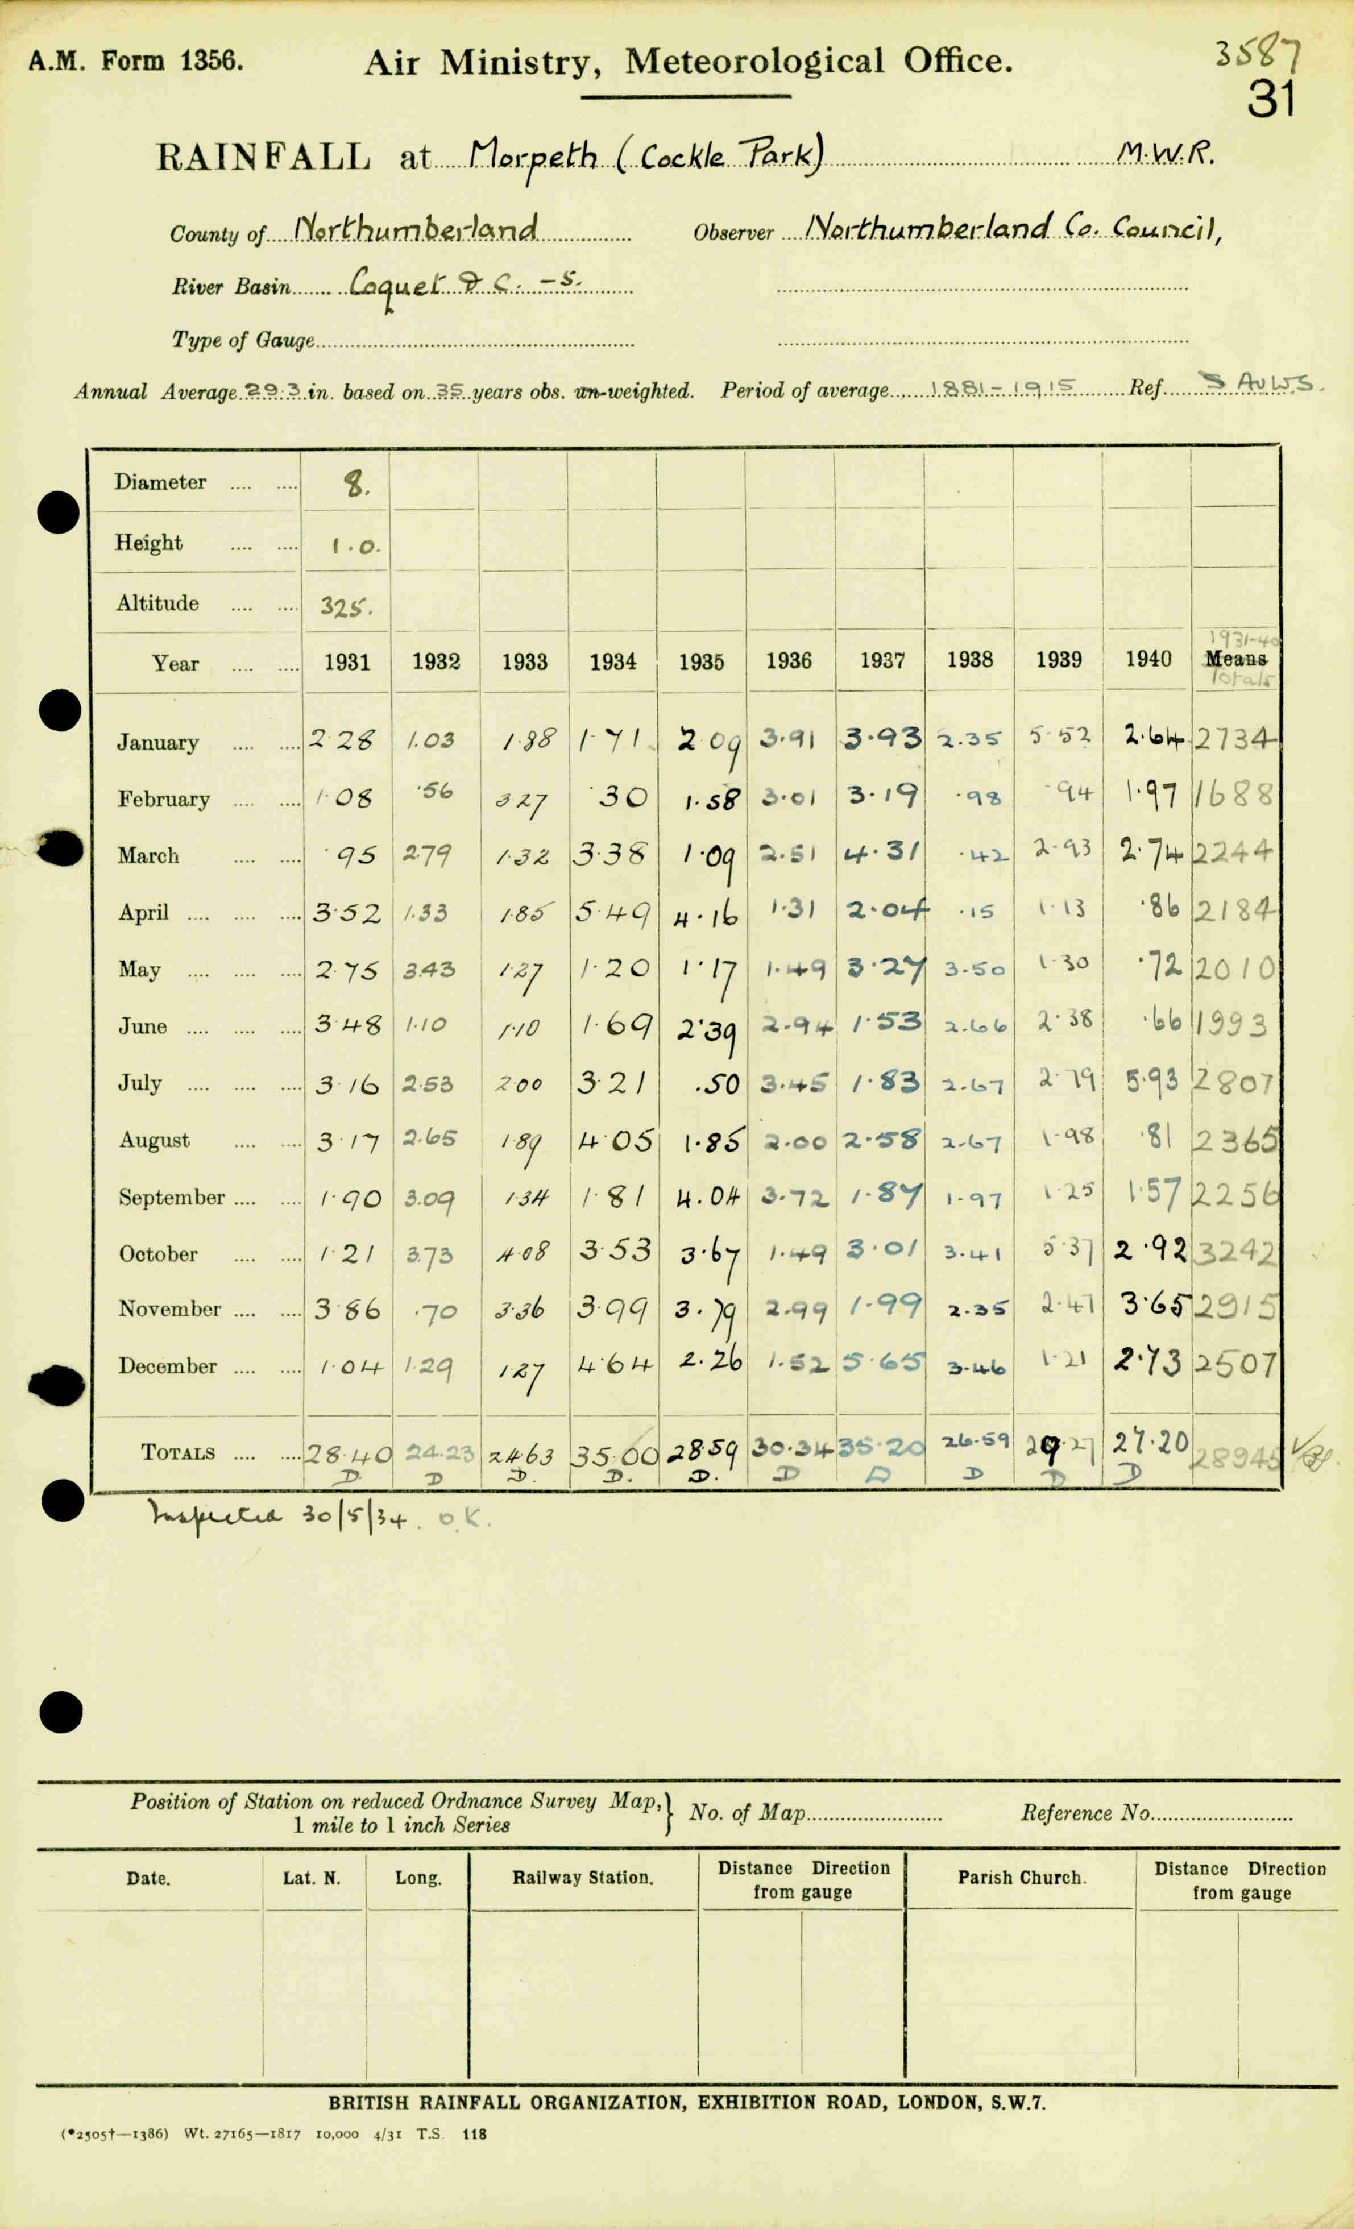 A.M. Form 1356. Air Ministry, Meteorological Office. 3587
31
RAINFALL at Morpeth (Cockle Park) M.W.R.
County of Northumberland Observer Northumberland Co. Council,
River Basin Coquet & C. -S.
Type of Gauge
Annual Average 29.3 in. based on 35 years obs. un-weighted. Period of average 1881-1915 Ref. S Av W.S.
Diameter 8.
Height 1.0.
Altitude 325.
1931-40
Year 1931 1932 1933 1934 1935 1936 1937 1938 1939 1940 Means
Totals
January 2.28 1.03 1.88 1.71 2.09 3.91 3.93 2.35 5.52 2.64 2734
February 1.08 .56 3.27 .30 1.58 3.01 3.19 .98 .94 1.97 1688
March .95 2.79 1.32 3.38 1.09 2.51 4.31 .42 2.93 2.74 2244
April 3.52 1.33 1.85 5.49 4.16 1.31 2.04 .15 1.13 .86 2184
May 2.75 3.43 1.27 1.20 1.17 1.49 3.27 3.50 1.30 .72 2010
June 3.48 1.10 1.10 1.69 2.39 2.94 1.53 2.66 2.38 .66 1993
July 3.16 2.53 2.00 3.21 .50 3.45 1.83 2.67 2.79 5.93 2807
August 3.17 2.65 1.89 4.05 1.85 2.00 2.58 2.67 1.98 .81 2365
September 1.90 3.09 1.34 1.81 4.04 3.72 1.87 1.97 1.25 1.57 2256
October 1.21 3.73 4.08 3.53 3.67 1.49 3.01 3.41 5.37 2.92 3242
November 3.86 .70 3.36 3.99 3.79 2.99 1.99 2.35 2.47 3.65 2915
December 1.04 1.29 1.27 4.64 2.26 1.52 5.65 3.46 1.21 2.73 2507
TOTALS 28.40 24.23 24.63 35.00 28.59 30.34 35.20 26.59 29.27 27.20 28945
D. D D. D. D. D D D D D
Inspected 30/5/34. O.K.
Position of Station on reduced Ordnance Survey Map, } No. of Map Reference No.
1 mile to 1 inch Series
Date. Lat. N. Long. Railway Station. Distance Direction from gauge Parish Church. Distance Direction from gauge
BRITISH RAINFALL ORGANIZATION, EXHIBITION ROAD, LONDON, S.W.7.
(*2505†—1386) Wt. 27165—1817 10,000 4/31 T.S. 118